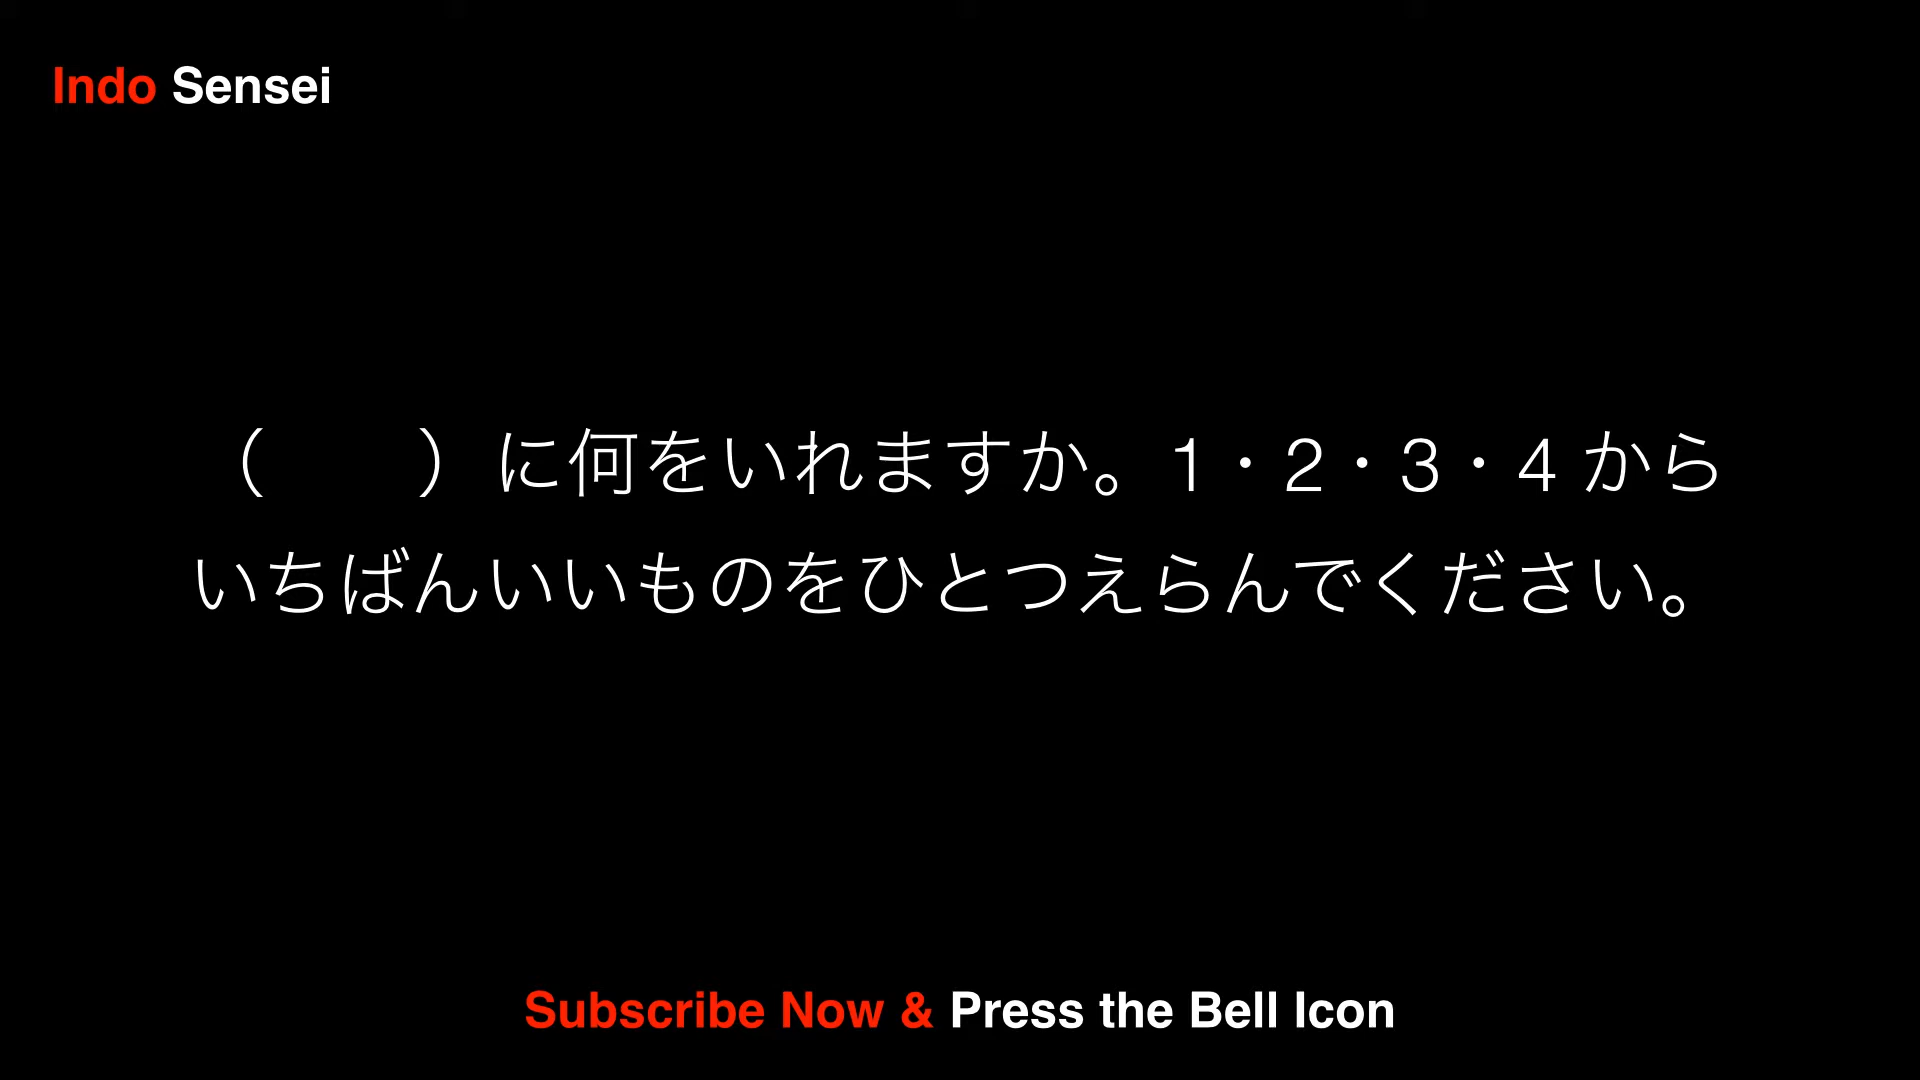 Indo Sensei
（　　）に何をいれますか。1・2・3・4 から
いちばんいいものをひとつえらんでください。
Subscribe Now & Press the Bell Icon